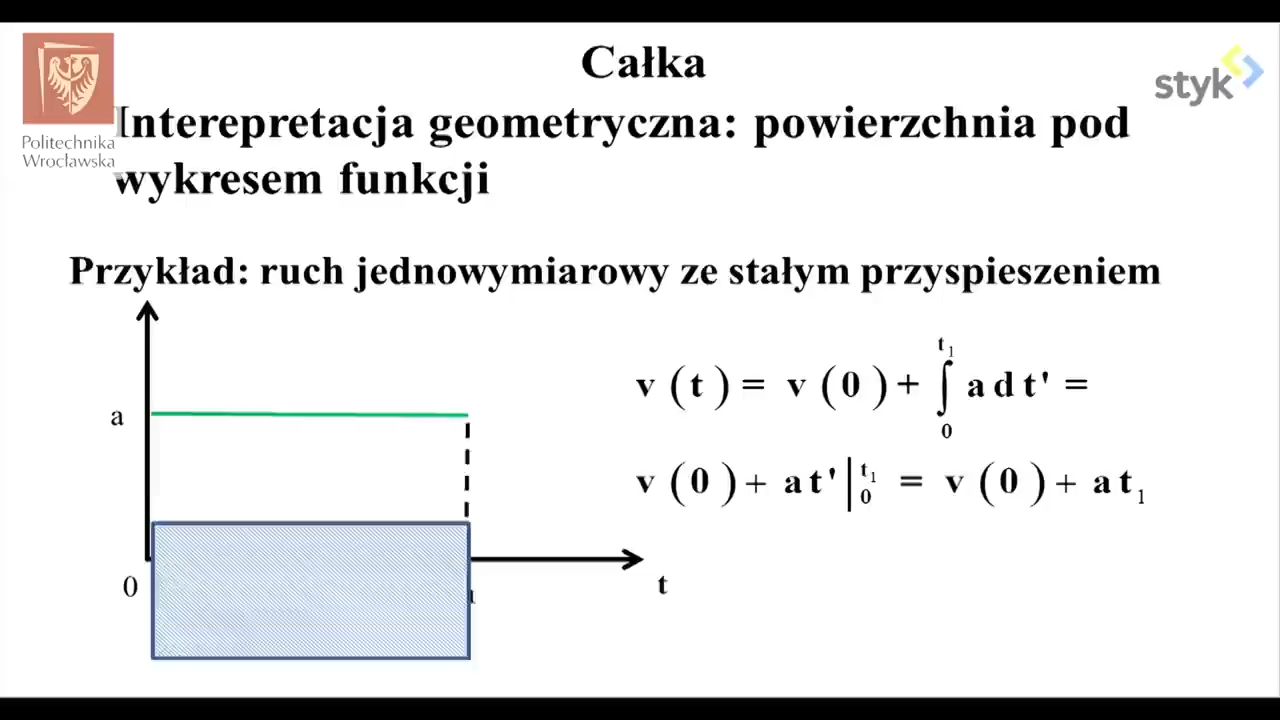 Całka
styk
Politechnika
Wrocławska
Interepretacja geometryczna: powierzchnia pod
wykresem funkcji
Przykład: ruch jednowymiarowy ze stałym przyspieszeniem
a
0
t
v (t) = v (0) + ∫₀^{t₁} a d t' =
v (0) + a t' |₀^{t₁} = v (0) + a t₁